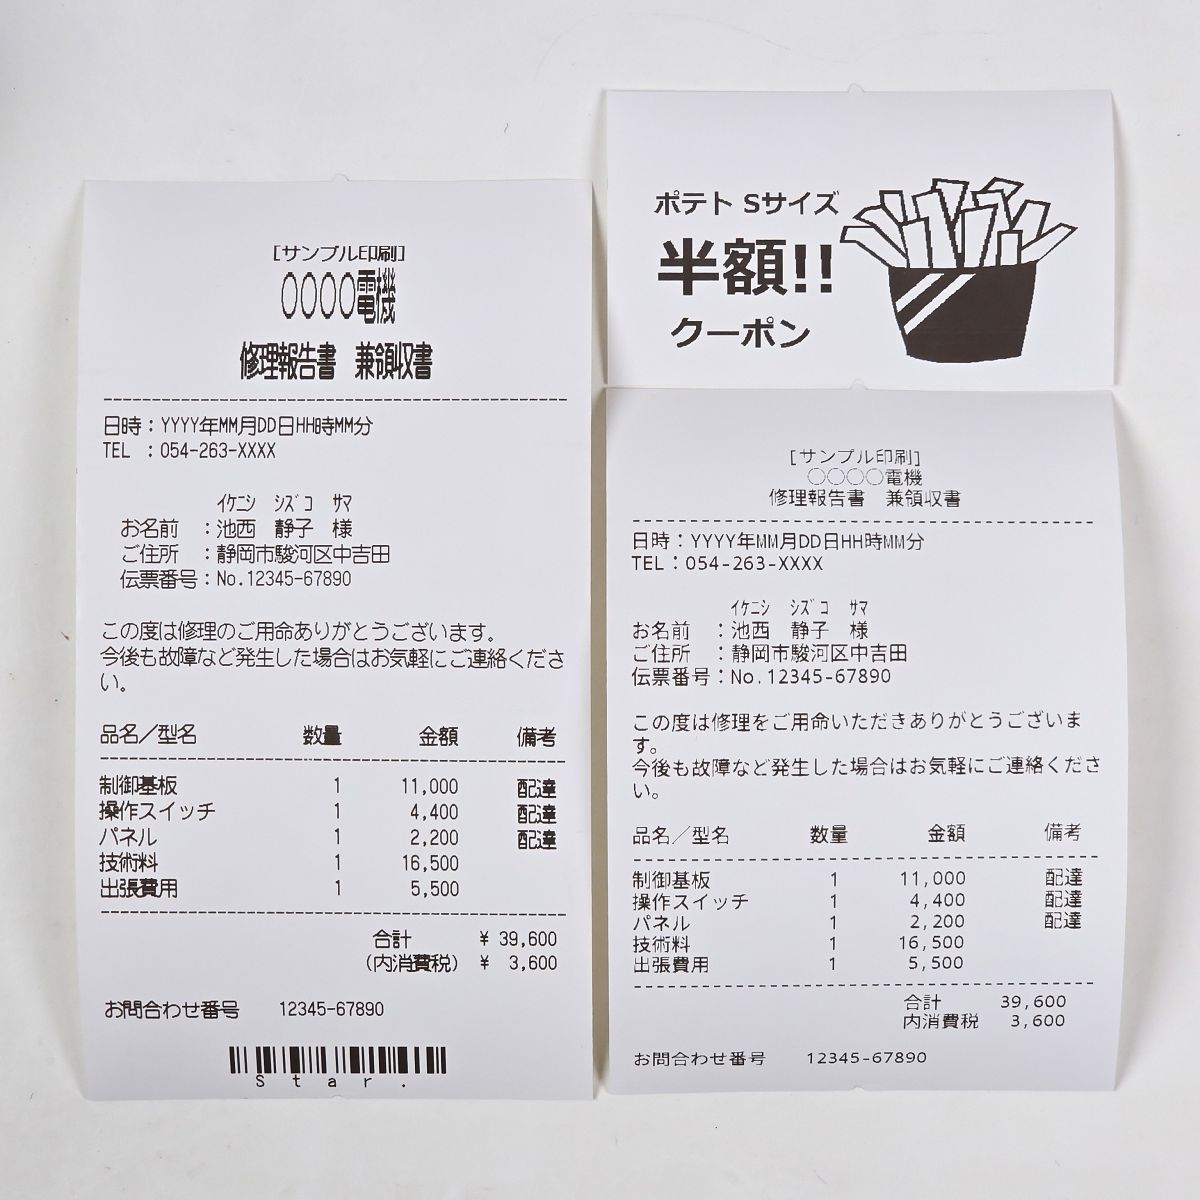 [サンプル印刷]
○○○○電機
修理報告書　兼領収書
日時：YYYY年MM月DD日HH時MM分
TEL ：054-263-XXXX
ｲｹﾆｼ　ｼｽﾞｺ　ｻﾏ
お名前　：池西　静子　様
ご住所　：静岡市駿河区中吉田
伝票番号：No.12345-67890
この度は修理のご用命ありがとうございます。
今後も故障など発生した場合はお気軽にご連絡くださ
い。
品名／型名　数量　金額　備考
制御基板　1　11,000　配達
操作スイッチ　1　4,400　配達
パネル　1　2,200　配達
技術料　1　16,500
出張費用　1　5,500
合計　¥ 39,600
（内消費税）　¥ 3,600
お問合わせ番号　12345-67890
Star.
ポテト Sサイズ
半額!!
クーポン
[サンプル印刷]
○○○○電機
修理報告書　兼領収書
日時：YYYY年MM月DD日HH時MM分
TEL：054-263-XXXX
ｲｹﾆｼ　ｼｽﾞｺ　ｻﾏ
お名前　：池西　静子　様
ご住所　：静岡市駿河区中吉田
伝票番号：No.12345-67890
この度は修理をご用命いただきありがとうございま
す。
今後も故障など発生した場合はお気軽にご連絡くださ
い。
品名／型名　数量　金額　備考
制御基板　1　11,000　配達
操作スイッチ　1　4,400　配達
パネル　1　2,200　配達
技術料　1　16,500
出張費用　1　5,500
合計　39,600
内消費税　3,600
お問合わせ番号　12345-67890